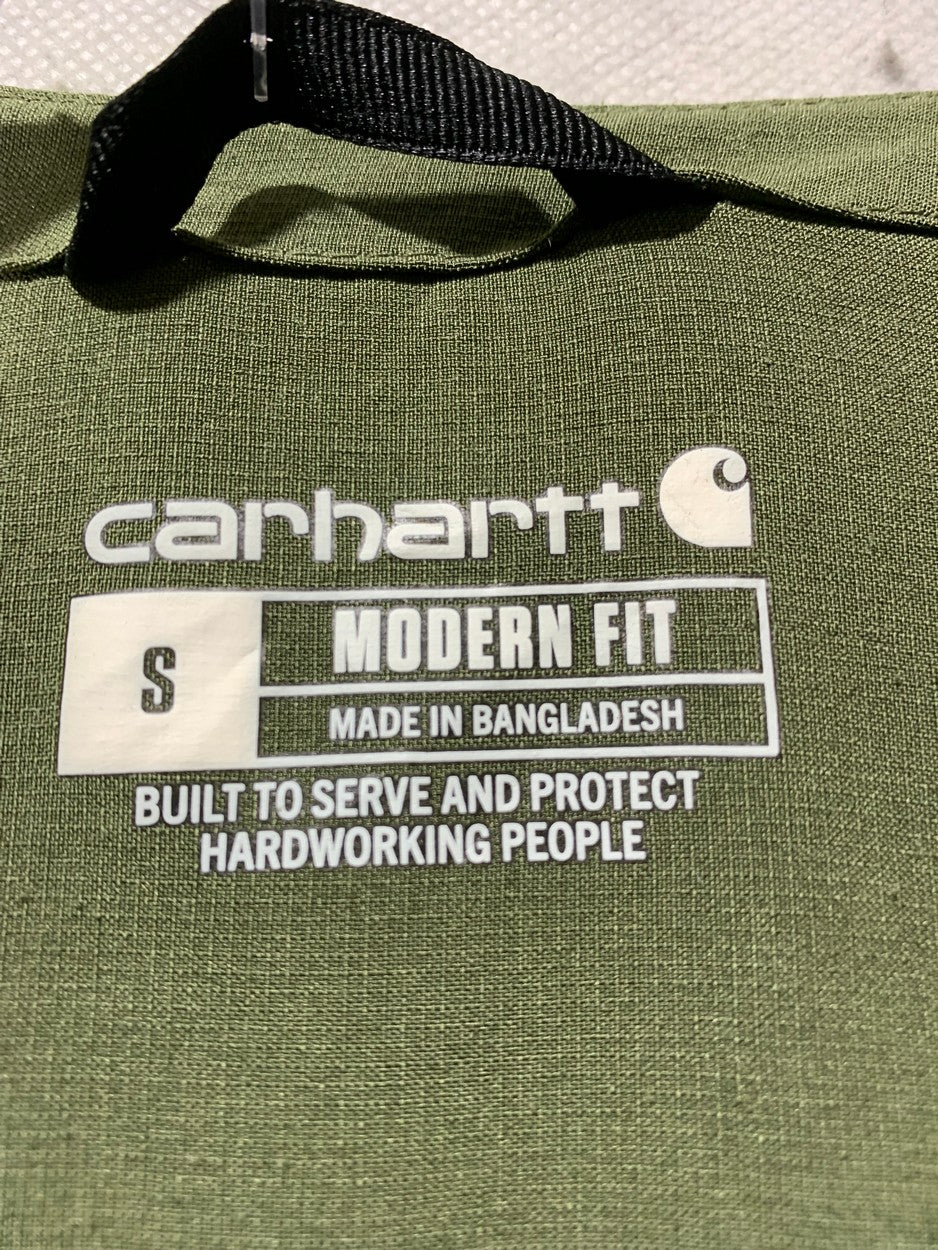 carhartt
S
MODERN FIT
MADE IN BANGLADESH
BUILT TO SERVE AND PROTECT
HARDWORKING PEOPLE